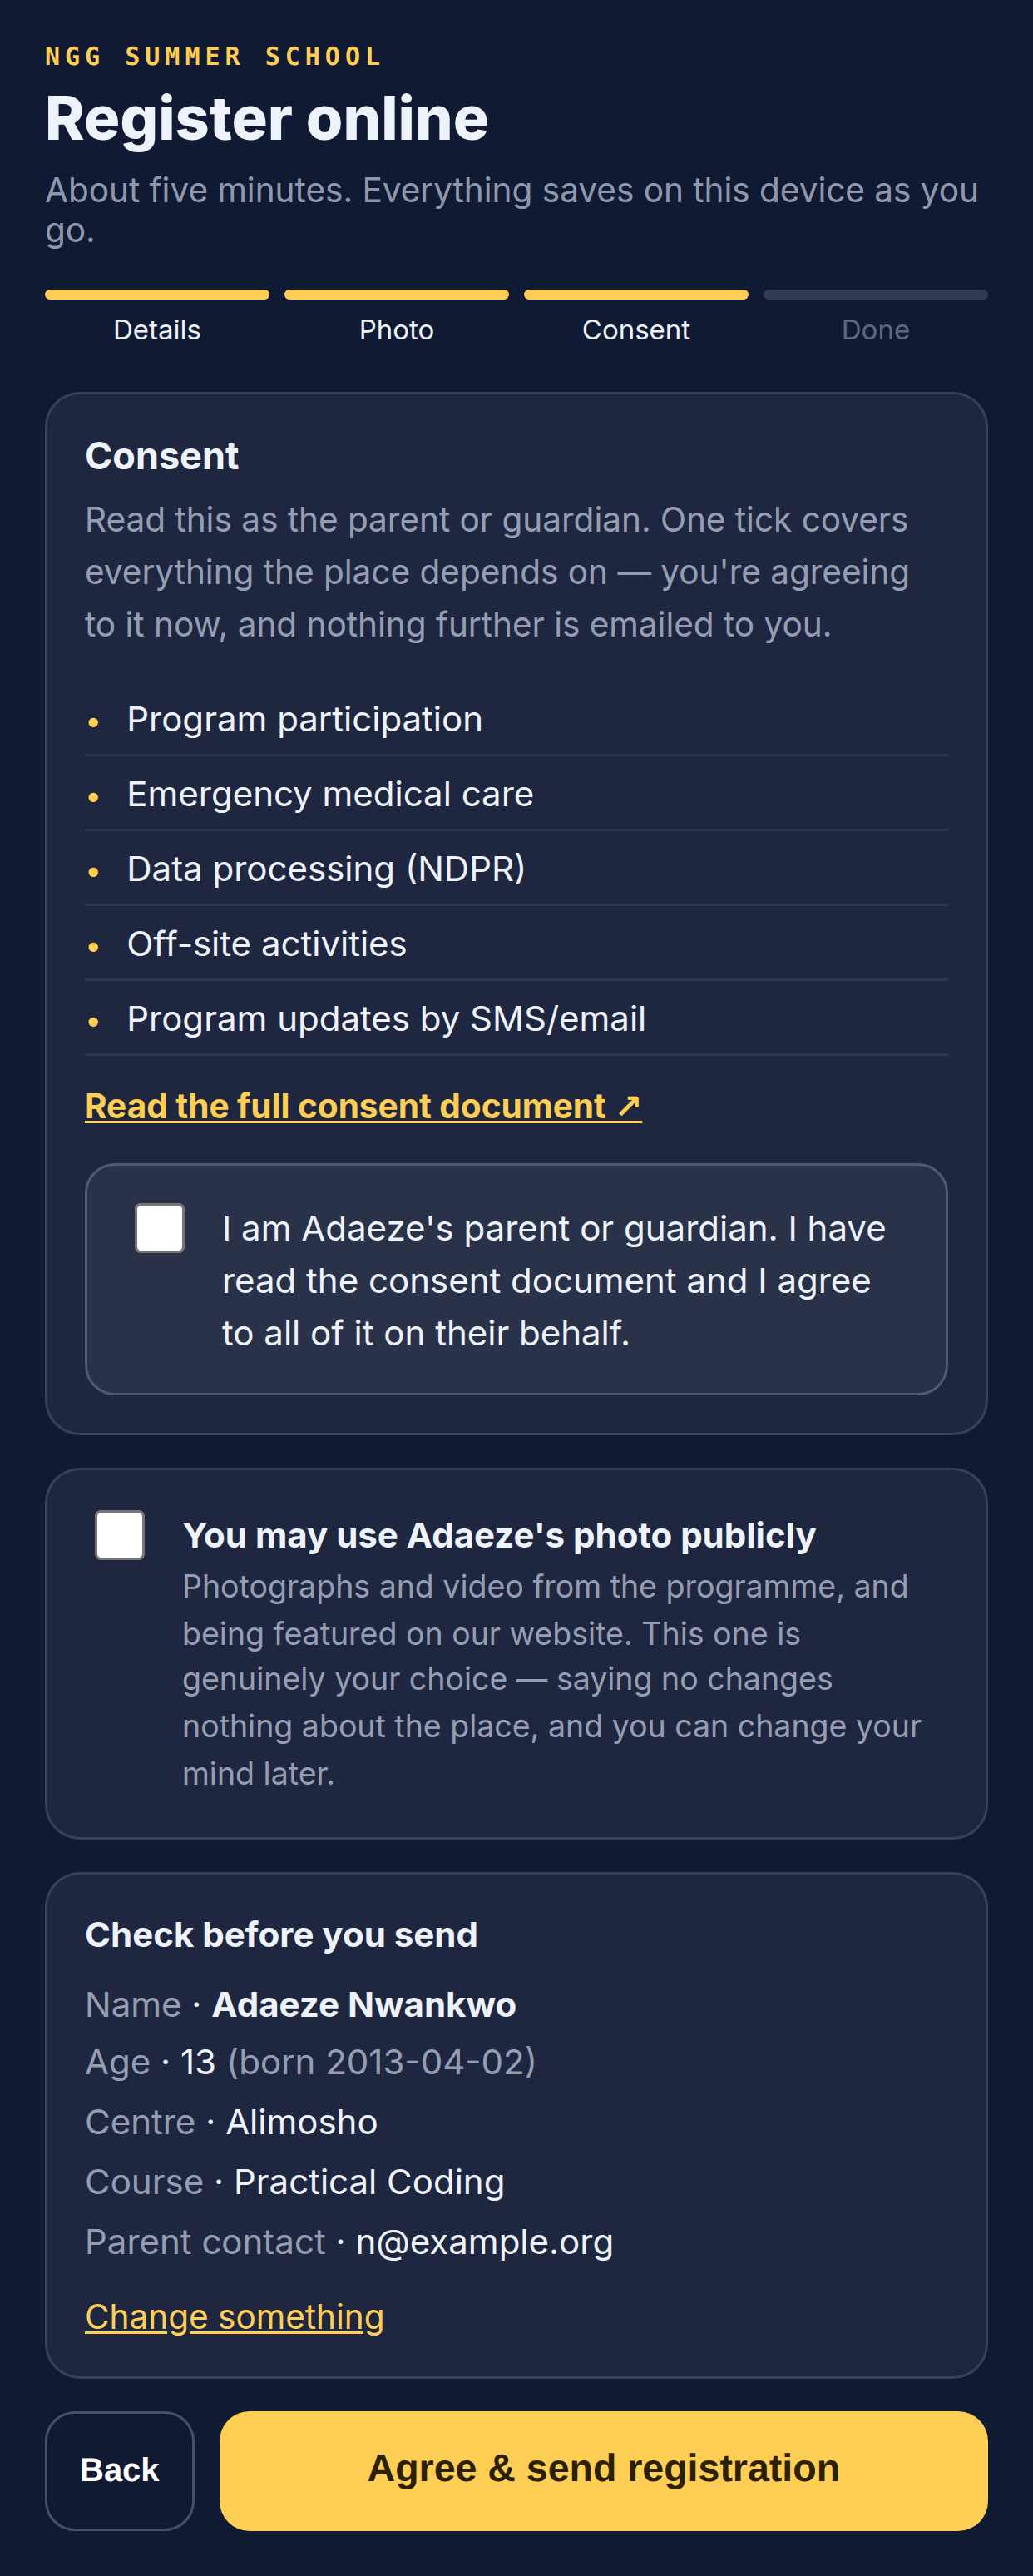 NGG SUMMER SCHOOL
Register online
About five minutes. Everything saves on this device as you
go.
Details
Photo
Consent
Done
Consent
Read this as the parent or guardian. One tick covers
everything the place depends on — you're agreeing
to it now, and nothing further is emailed to you.
• Program participation
• Emergency medical care
• Data processing (NDPR)
• Off-site activities
• Program updates by SMS/email
Read the full consent document ↗
I am Adaeze's parent or guardian. I have
read the consent document and I agree
to all of it on their behalf.
You may use Adaeze's photo publicly
Photographs and video from the programme, and
being featured on our website. This one is
genuinely your choice — saying no changes
nothing about the place, and you can change your
mind later.
Check before you send
Name · Adaeze Nwankwo
Age · 13 (born 2013-04-02)
Centre · Alimosho
Course · Practical Coding
Parent contact · n@example.org
Change something
Back
Agree & send registration